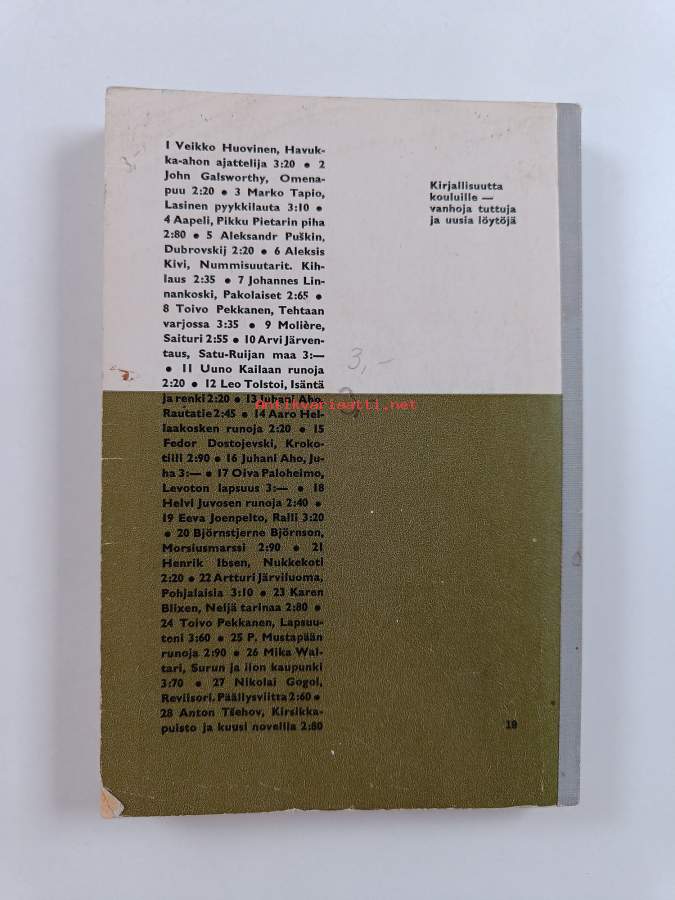 1 Veikko Huovinen, Havuk-
ka-ahon ajattelija 3:20 • 2
John Galsworthy, Omena-
puu 2:20 • 3 Marko Tapio,
Lasinen pyykkilauta 3:10 •
4 Aapeli, Pikku Pietarin piha
2:80 • 5 Aleksandr Puškin,
Dubrovskij 2:20 • 6 Aleksis
Kivi, Nummisuutarit. Kih-
laus 2:35 • 7 Johannes Lin-
nankoski, Pakolaiset 2:65 •
8 Toivo Pekkanen, Tehtaan
varjossa 3:35 • 9 Molière,
Saituri 2:55 • 10 Arvi Järven-
taus, Satu-Ruijan maa 3:—
• 11 Uuno Kailaan runoja
2:20 • 12 Leo Tolstoi, Isäntä
ja renki 2:20 • 13 Juhani Aho,
Rautatie 2:45 • 14 Aaro Hel-
laakosken runoja 2:20 • 15
Fedor Dostojevski, Kroko-
tiili 2:90 • 16 Juhani Aho, Ju-
ha 3:— • 17 Oiva Paloheimo,
Levoton lapsuus 3:— • 18
Helvi Juvosen runoja 2:40 •
19 Eeva Joenpelto, Ralli 3:20
• 20 Björnstjerne Björnson,
Morsiusmarssi 2:90 • 21
Henrik Ibsen, Nukkekoti
2:20 • 22 Artturi Järviluoma,
Pohjalaisia 3:10 • 23 Karen
Blixen, Neljä tarinaa 2:80 •
24 Toivo Pekkanen, Lapsuu-
teni 3:60 • 25 P. Mustapään
runoja 2:90 • 26 Mika Wal-
tari, Surun ja ilon kaupunki
3:70 • 27 Nikolai Gogol,
Reviisori. Päällysviitta 2:60 •
28 Anton Tšehov, Kirsikka-
puisto ja kuusi novellia 2:80
Kirjallisuutta
kouluille —
vanhoja tuttuja
ja uusia löytöjä
3,-
3,-
Antikvariaatti.net
19